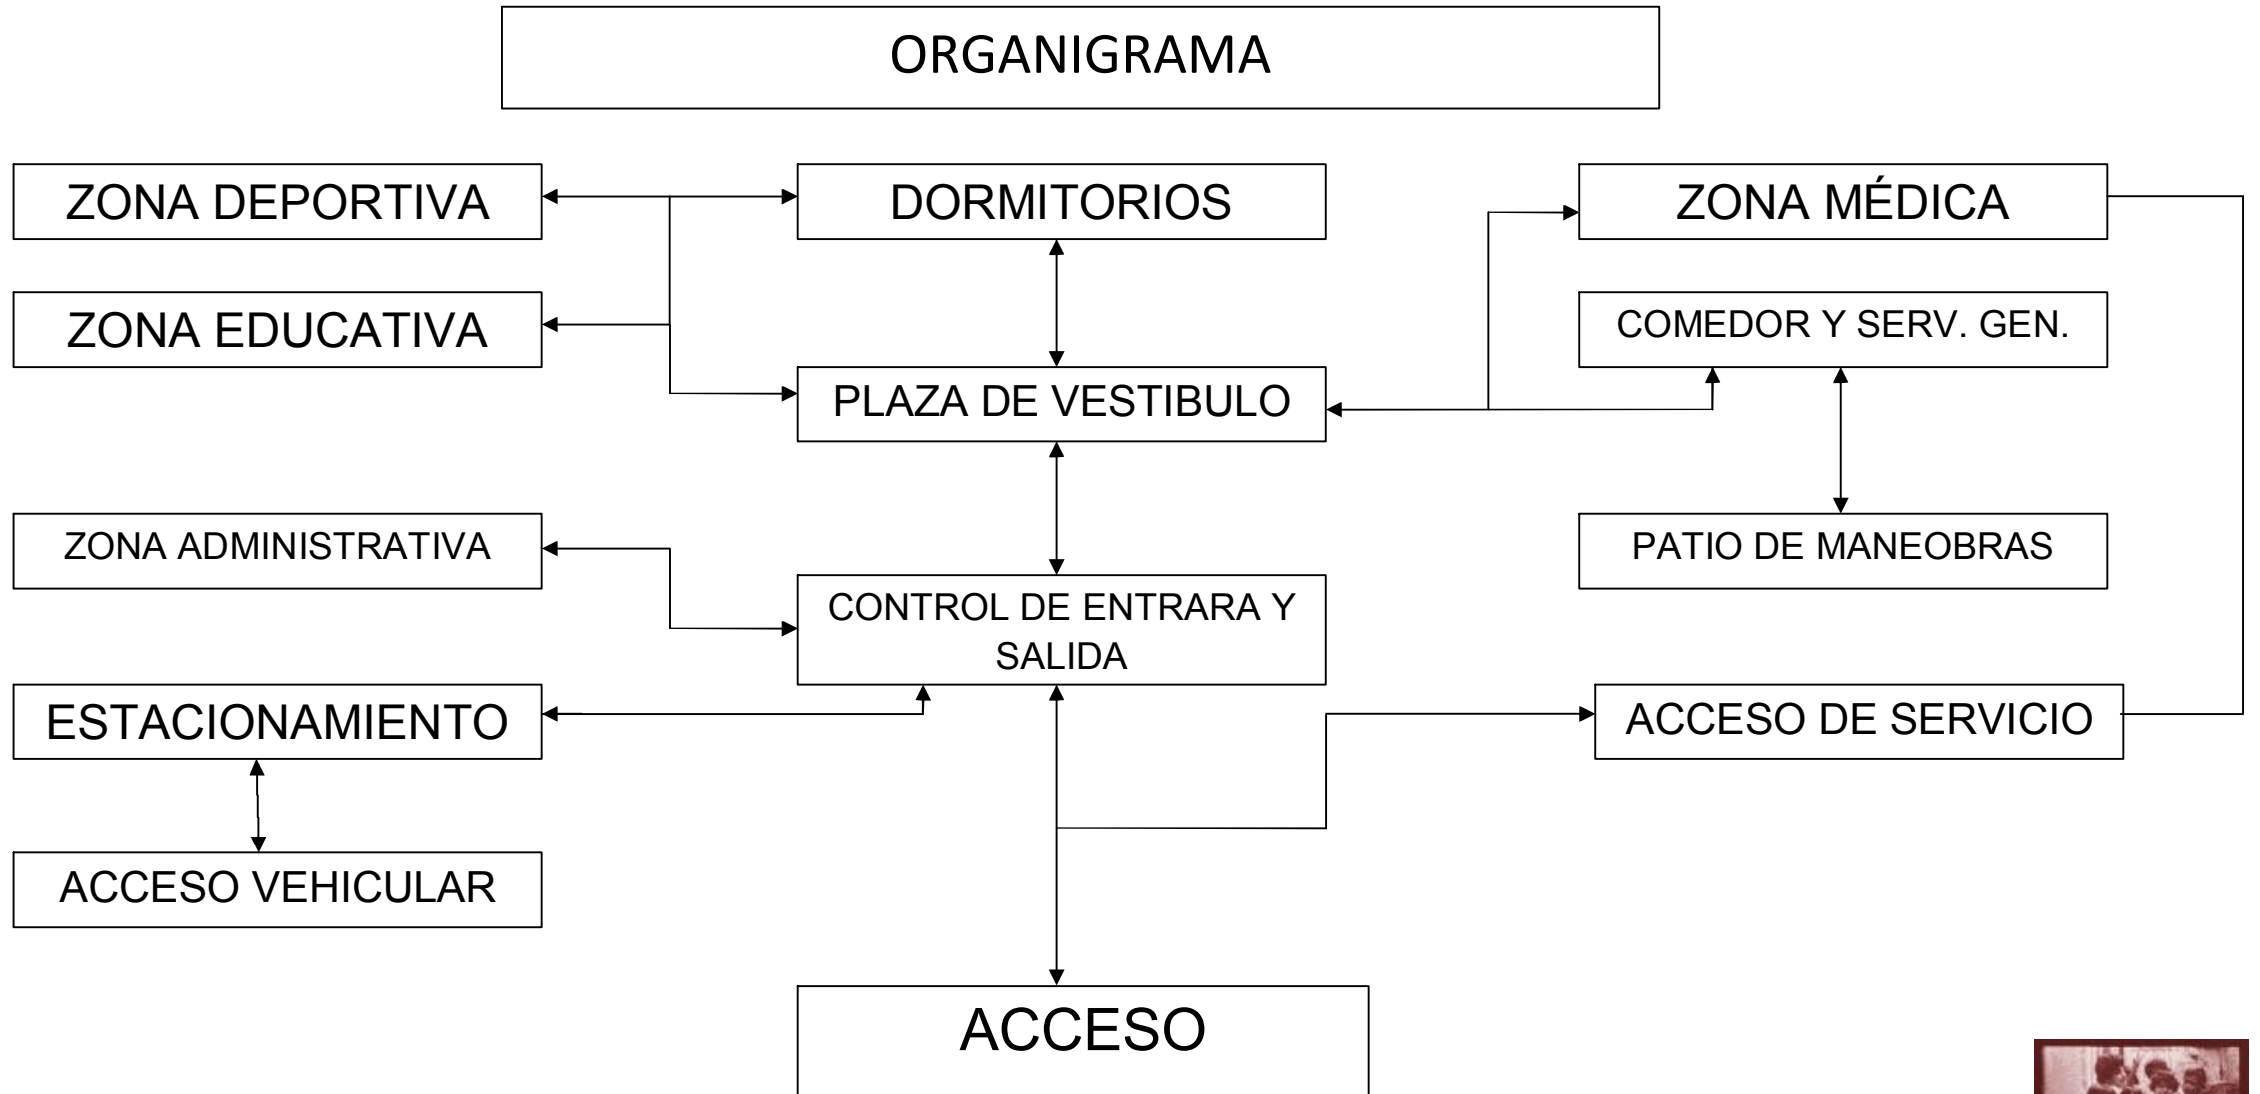 ORGANIGRAMA
ZONA DEPORTIVA
DORMITORIOS
ZONA MÉDICA
ZONA EDUCATIVA
COMEDOR Y SERV. GEN.
PLAZA DE VESTIBULO
ZONA ADMINISTRATIVA
PATIO DE MANEOBRAS
CONTROL DE ENTRARA Y
SALIDA
ESTACIONAMIENTO
ACCESO DE SERVICIO
ACCESO VEHICULAR
ACCESO